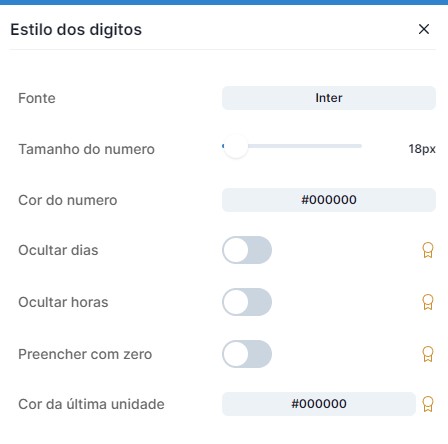 Estilo dos digitos
Fonte
Inter
Tamanho do numero
18px
Cor do numero
#000000
Ocultar dias
Ocultar horas
Preencher com zero
Cor da última unidade
#000000